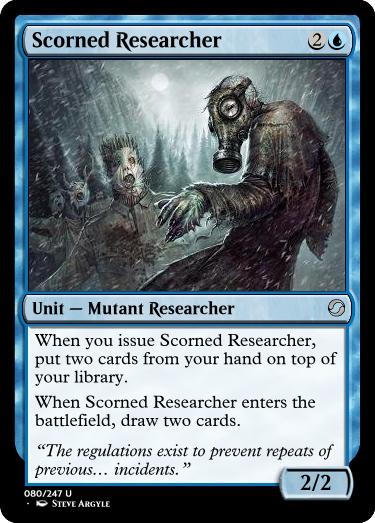 Scorned Researcher 2
Unit — Mutant Researcher
When you issue Scorned Researcher,
put two cards from your hand on top of
your library.
When Scorned Researcher enters the
battlefield, draw two cards.
“The regulations exist to prevent repeats of
previous… incidents.”
2/2
080/247 U
· Steve Argyle